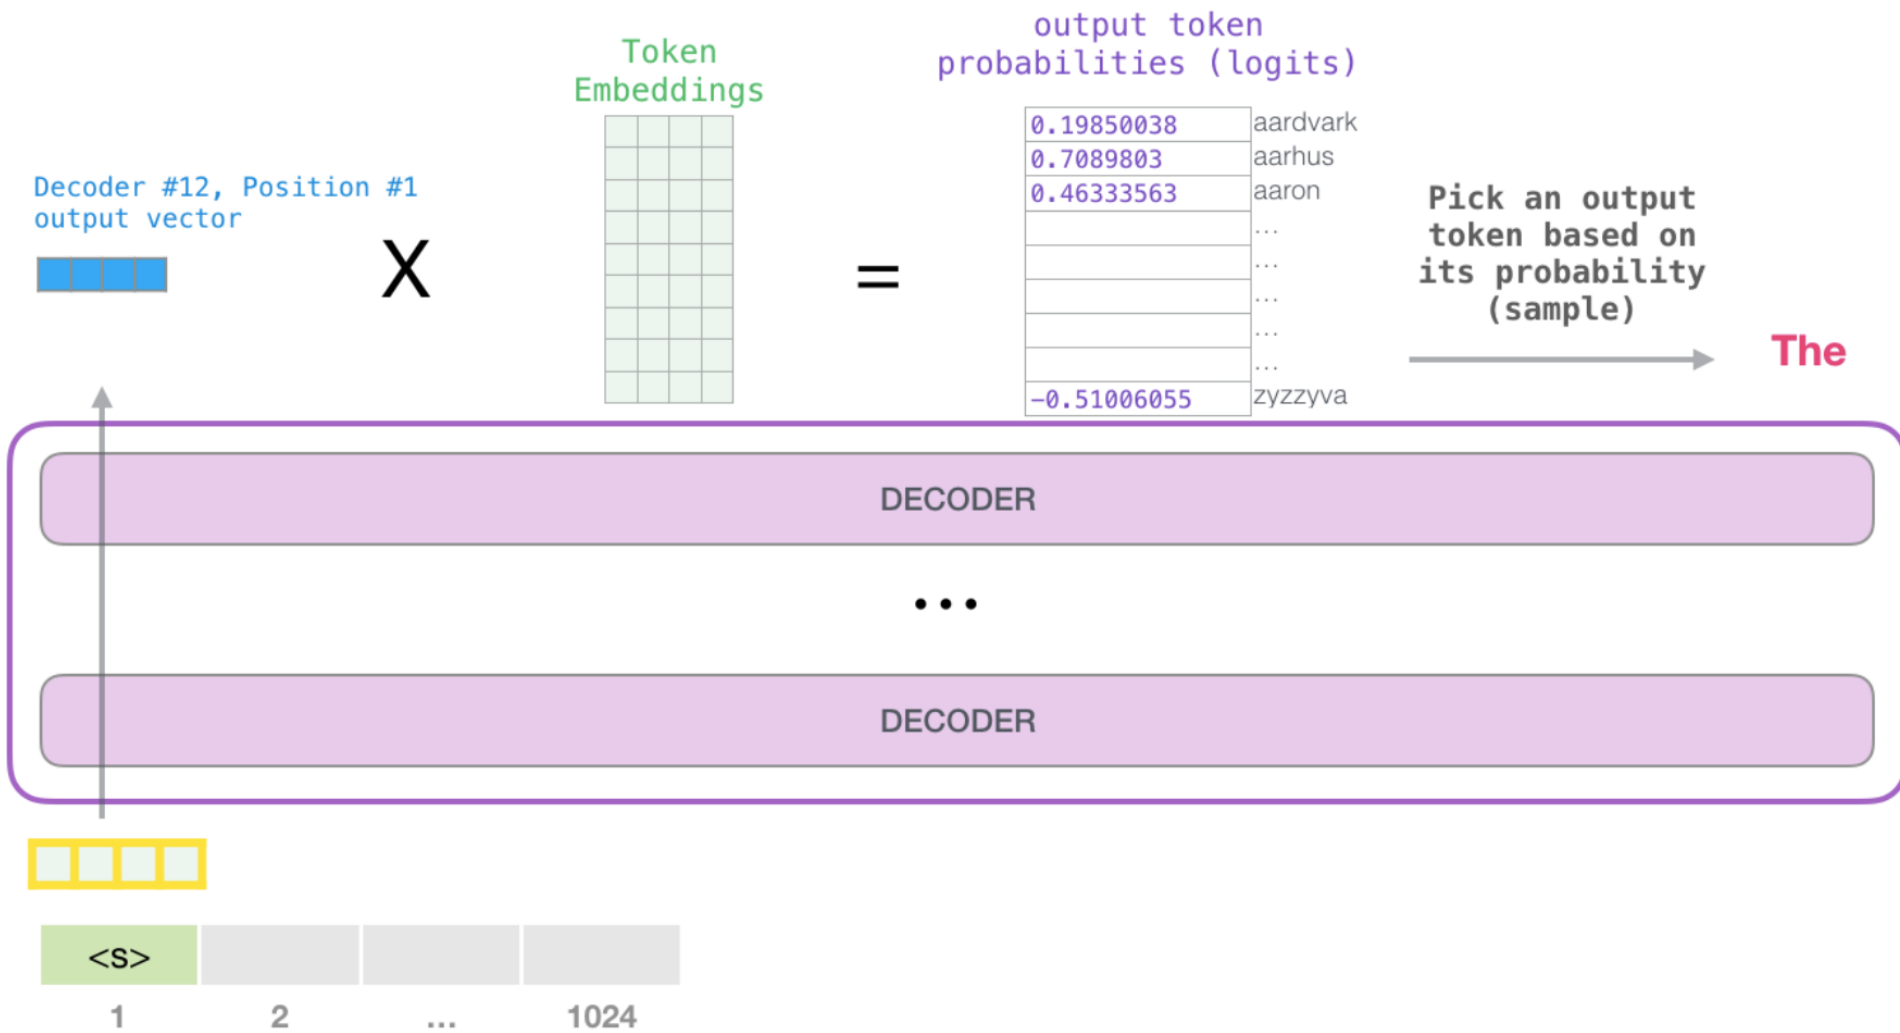 output token
probabilities (logits)
Token
Embeddings
0.19850038 aardvark
0.7089803 aarhus
0.46333563 aaron
...
...
...
...
...
-0.51006055 zyzzyva
Decoder #12, Position #1
output vector
X
=
Pick an output
token based on
its probability
(sample)
The
DECODER
...
DECODER
<s>
1 2 ... 1024